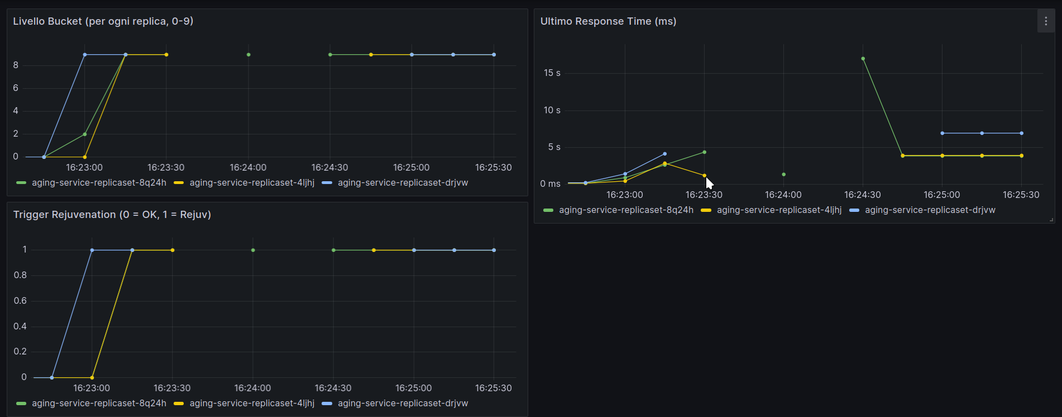 Livello Bucket (per ogni replica, 0-9)
8
6
4
2
0
16:23:00 16:23:30 16:24:00 16:24:30 16:25:00 16:25:30
aging-service-replicaset-8q24h aging-service-replicaset-4ljhj aging-service-replicaset-drjvw
Ultimo Response Time (ms)
15 s
10 s
5 s
0 ms
16:23:00 16:23:30 16:24:00 16:24:30 16:25:00 16:25:30
aging-service-replicaset-8q24h aging-service-replicaset-4ljhj aging-service-replicaset-drjvw
Trigger Rejuvenation (0 = OK, 1 = Rejuv)
1
0.8
0.6
0.4
0.2
0
16:23:00 16:23:30 16:24:00 16:24:30 16:25:00 16:25:30
aging-service-replicaset-8q24h aging-service-replicaset-4ljhj aging-service-replicaset-drjvw